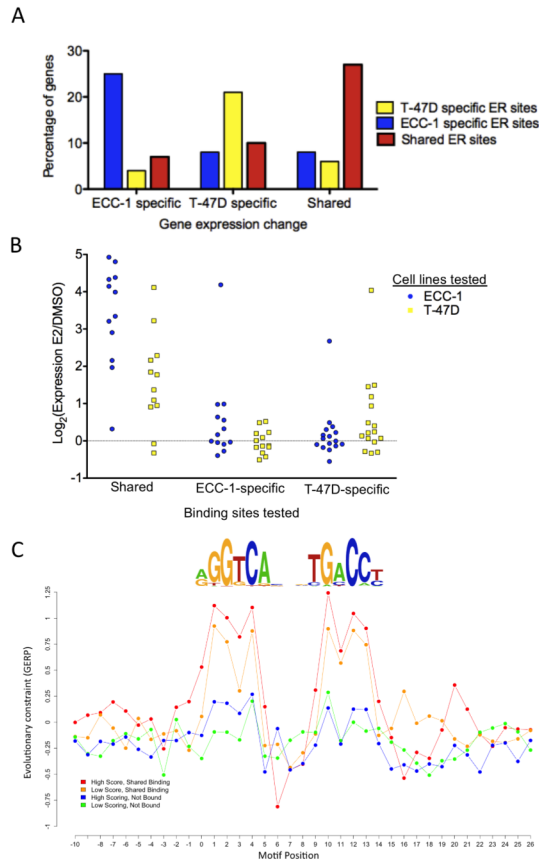 A
30
20
10
0
Percentage of genes
ECC-1 specific T-47D specific Shared
Gene expression change
T-47D specific ER sites
ECC-1 specific ER sites
Shared ER sites
B
5
4
3
2
1
0
-1
Log2(Expression E2/DMSO)
Shared ECC-1-specific T-47D-specific
Binding sites tested
Cell lines tested
ECC-1
T-47D
C
AGGTCA TGACCT
1.25
1
0.75
0.5
0.25
0
-0.25
-0.5
-0.75
-1
Evolutionary constraint (GERP)
High Score, Shared Binding
Low Score, Shared Binding
High Scoring, Not Bound
Low Scoring, Not Bound
-10 -8 -7 -6 -5 -4 -3 -2 -1 0 1 2 3 4 5 6 7 8 9 10 11 12 13 14 15 16 17 18 19 20 21 22 23 24 25 26
Motif Position